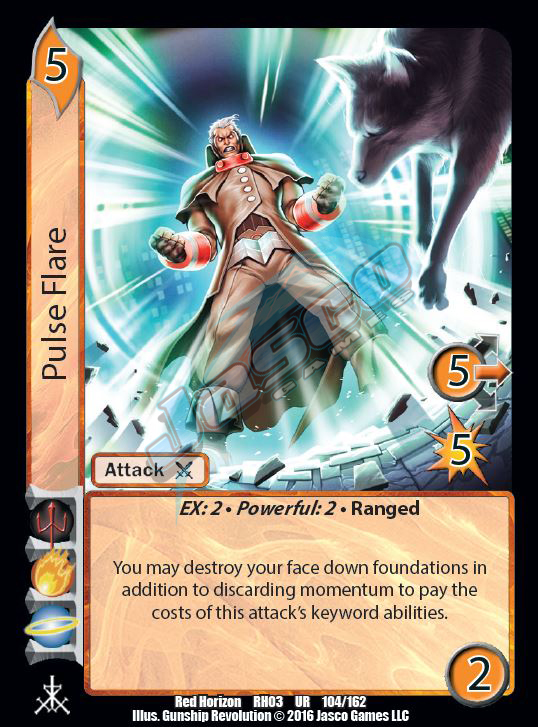 5
Pulse Flare
Jasco
GAMES
5
5
Attack
EX: 2 • Powerful: 2 • Ranged
You may destroy your face down foundations in
addition to discarding momentum to pay the
costs of this attack's keyword abilities.
2
Red Horizon RH03 UR 104/162
Illus. Gunship Revolution © 2016 Jasco Games LLC